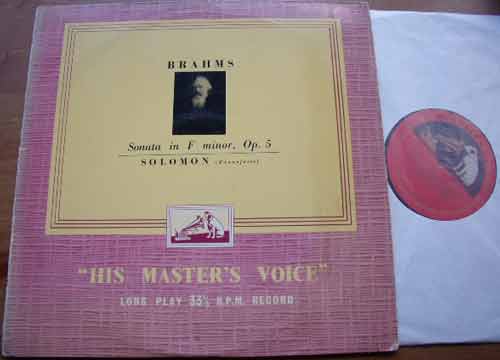 BRAHMS
Sonata in F minor, Op. 5
SOLOMON (Pianoforte)
"HIS MASTER'S VOICE"
LONG PLAY 33⅓ R.P.M. RECORD